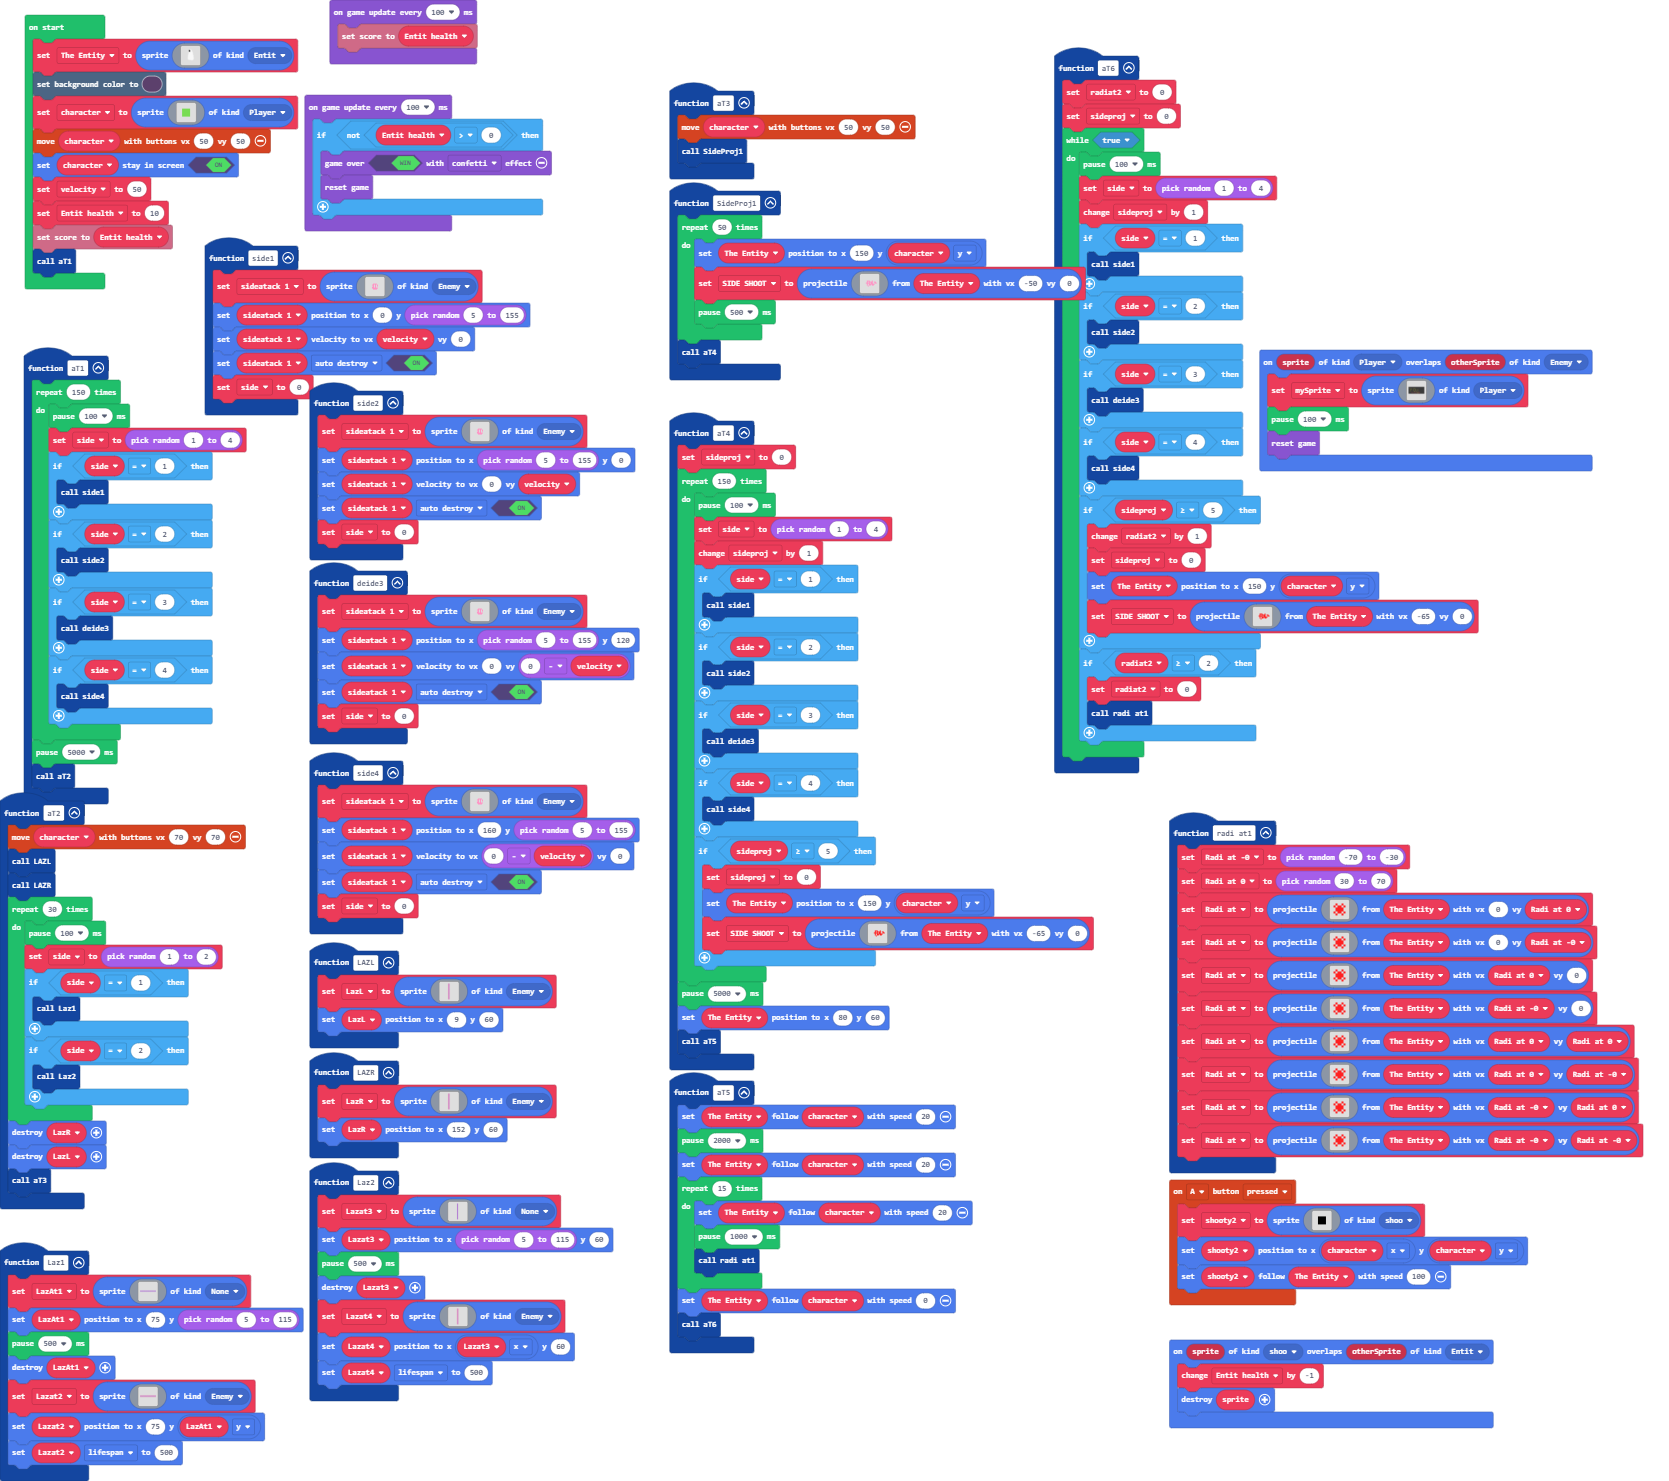 on start
set The Entity to sprite of kind Entit
set background color to
set character to sprite of kind Player
move character with buttons vx 50 vy 50
set character stay in screen ON
set velocity to 50
set Entit health to 10
set score to Entit health
call aT1
on game update every 100 ms
set score to Entit health
on game update every 100 ms
if not Entit health > 0 then
game over WIN with confetti effect
reset game
function side1
set sideatack 1 to sprite of kind Enemy
set sideatack 1 position to x 0 y pick random 5 to 155
set sideatack 1 velocity to vx velocity vy 0
set sideatack 1 auto destroy ON
set side to 0
function aT1
repeat 150 times
do
pause 100 ms
set side to pick random 1 to 4
if side = 1 then
call side1
if side = 2 then
call side2
if side = 3 then
call deide3
if side = 4 then
call side4
pause 5000 ms
call aT2
function aT2
move character with buttons vx 70 vy 70
call LAZL
call LAZR
repeat 30 times
do
pause 100 ms
set side to pick random 1 to 2
if side = 1 then
call Laz1
if side = 2 then
call Laz2
destroy LazR
destroy LazL
call aT3
function Laz1
set LazAt1 to sprite of kind None
set LazAt1 position to x 75 y pick random 5 to 115
pause 500 ms
destroy LazAt1
set Lazat2 to sprite of kind Enemy
set Lazat2 position to x 75 y LazAt1 y
set Lazat2 lifespan to 500
function side2
set sideatack 1 to sprite of kind Enemy
set sideatack 1 position to x pick random 5 to 155 y 0
set sideatack 1 velocity to vx 0 vy velocity
set sideatack 1 auto destroy ON
set side to 0
function deide3
set sideatack 1 to sprite of kind Enemy
set sideatack 1 position to x pick random 5 to 155 y 120
set sideatack 1 velocity to vx 0 vy 0 - velocity
set sideatack 1 auto destroy ON
set side to 0
function side4
set sideatack 1 to sprite of kind Enemy
set sideatack 1 position to x 160 y pick random 5 to 155
set sideatack 1 velocity to vx 0 - velocity vy 0
set sideatack 1 auto destroy ON
set side to 0
function LAZL
set LazL to sprite of kind Enemy
set LazL position to x 9 y 60
function LAZR
set LazR to sprite of kind Enemy
set LazR position to x 152 y 60
function Laz2
set Lazat3 to sprite of kind None
set Lazat3 position to x pick random 5 to 115 y 60
pause 500 ms
destroy Lazat3
set Lazat4 to sprite of kind Enemy
set Lazat4 position to x Lazat3 x y 60
set Lazat4 lifespan to 500
function aT3
move character with buttons vx 50 vy 50
call SideProj1
function SideProj1
repeat 50 times
do
set The Entity position to x 150 y character y
set SIDE SHOOT to projectile from The Entity with vx -50 vy 0
pause 500 ms
call aT4
function aT4
set sideproj to 0
repeat 150 times
do
pause 100 ms
set side to pick random 1 to 4
change sideproj by 1
if side = 1 then
call side1
if side = 2 then
call side2
if side = 3 then
call deide3
if side = 4 then
call side4
if sideproj ≥ 5 then
set sideproj to 0
set The Entity position to x 150 y character y
set SIDE SHOOT to projectile from The Entity with vx -65 vy 0
pause 5000 ms
set The Entity position to x 80 y 60
call aT5
function aT5
set The Entity follow character with speed 20
pause 2000 ms
set The Entity follow character with speed 20
repeat 15 times
do
set The Entity follow character with speed 20
pause 1000 ms
call radi at1
set The Entity follow character with speed 0
call aT6
function aT6
set radiat2 to 0
set sideproj to 0
while true
do
pause 100 ms
set side to pick random 1 to 4
change sideproj by 1
if side = 1 then
call side1
if side = 2 then
call side2
if side = 3 then
call deide3
if side = 4 then
call side4
if sideproj ≥ 5 then
change radiat2 by 1
set sideproj to 0
set The Entity position to x 150 y character y
set SIDE SHOOT to projectile from The Entity with vx -65 vy 0
if radiat2 ≥ 2 then
set radiat2 to 0
call radi at1
on sprite of kind Player overlaps otherSprite of kind Enemy
set mySprite to sprite of kind Player
pause 100 ms
reset game
function radi at1
set Radi at -0 to pick random -70 to -30
set Radi at 0 to pick random 30 to 70
set Radi at to projectile from The Entity with vx 0 vy Radi at 0
set Radi at to projectile from The Entity with vx 0 vy Radi at -0
set Radi at to projectile from The Entity with vx Radi at 0 vy 0
set Radi at to projectile from The Entity with vx Radi at -0 vy 0
set Radi at to projectile from The Entity with vx Radi at 0 vy Radi at 0
set Radi at to projectile from The Entity with vx Radi at 0 vy Radi at -0
set Radi at to projectile from The Entity with vx Radi at -0 vy Radi at 0
set Radi at to projectile from The Entity with vx Radi at -0 vy Radi at -0
on A button pressed
set shooty2 to sprite of kind shoo
set shooty2 position to x character x y character y
set shooty2 follow The Entity with speed 100
on sprite of kind shoo overlaps otherSprite of kind Entit
change Entit health by -1
destroy sprite